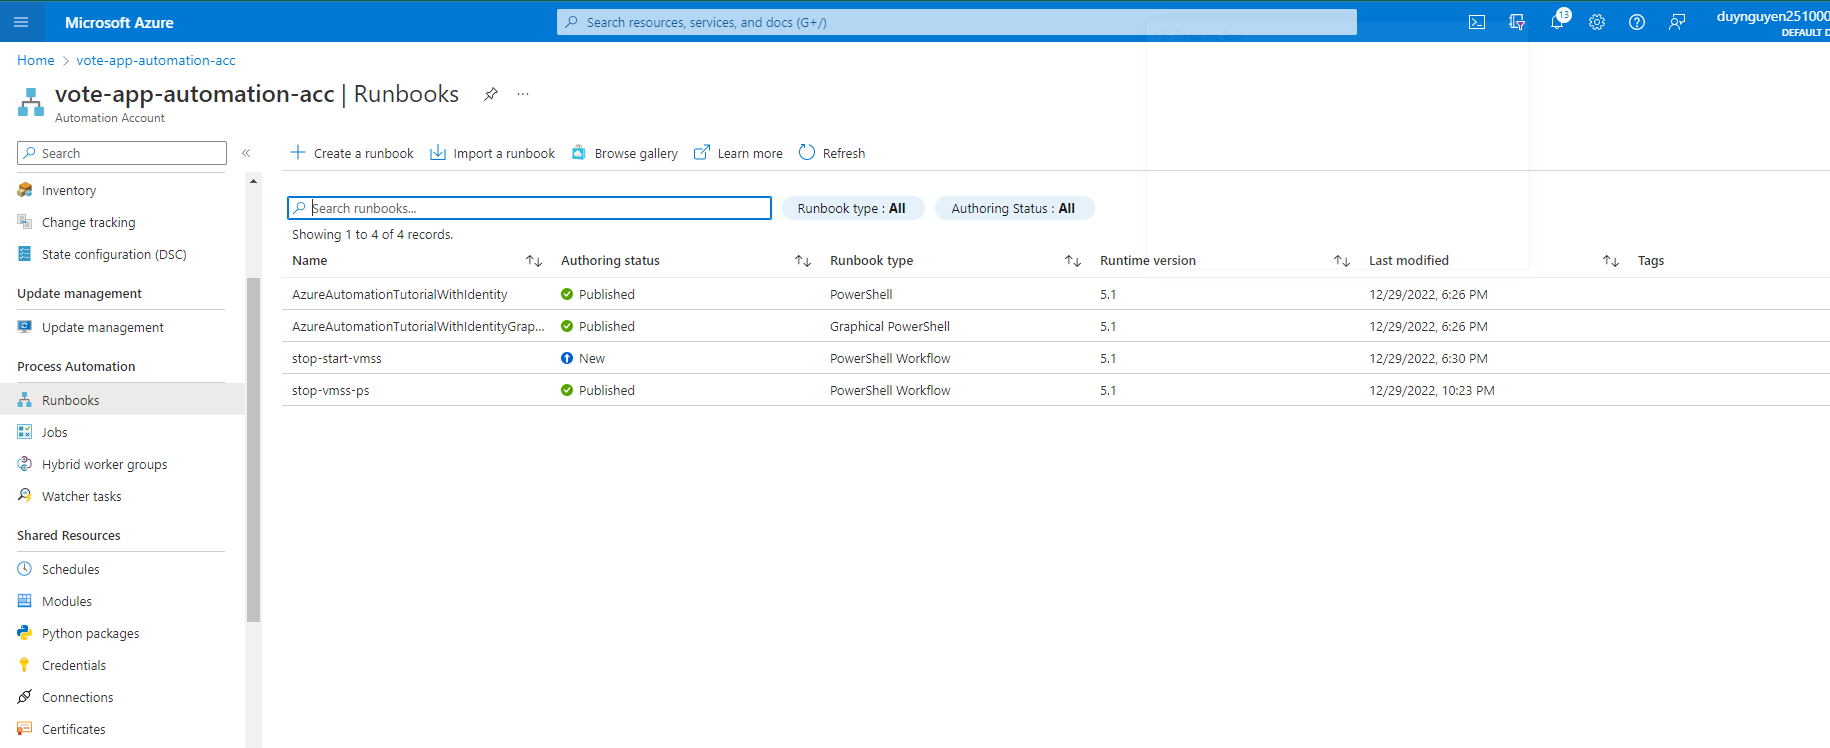 Microsoft Azure
Search resources, services, and docs (G+/)
13
duynguyen251000
DEFAULT D
Home > vote-app-automation-acc
vote-app-automation-acc | Runbooks
Automation Account
Search
«
Create a runbook
Import a runbook
Browse gallery
Learn more
Refresh
Inventory
Change tracking
State configuration (DSC)
Update management
Update management
Process Automation
Runbooks
Jobs
Hybrid worker groups
Watcher tasks
Shared Resources
Schedules
Modules
Python packages
Credentials
Connections
Certificates
Search runbooks...
Runbook type : All
Authoring Status : All
Showing 1 to 4 of 4 records.
Name Authoring status Runbook type Runtime version Last modified Tags
AzureAutomationTutorialWithIdentity Published PowerShell 5.1 12/29/2022, 6:26 PM
AzureAutomationTutorialWithIdentityGrap... Published Graphical PowerShell 5.1 12/29/2022, 6:26 PM
stop-start-vmss New PowerShell Workflow 5.1 12/29/2022, 6:30 PM
stop-vmss-ps Published PowerShell Workflow 5.1 12/29/2022, 10:23 PM
Snipping Tool